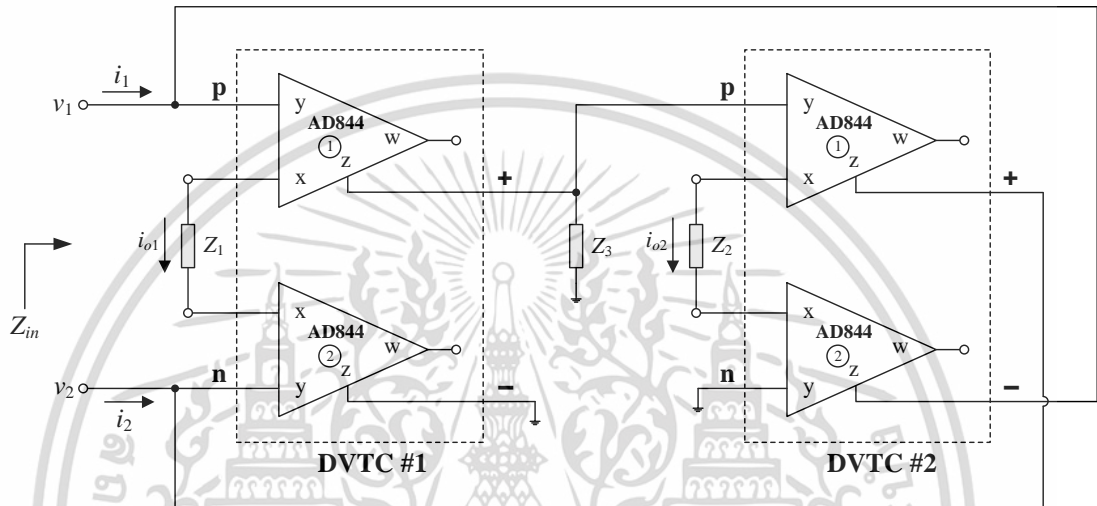 i1
p
v1
y
AD844
1
w
z
x
+
io1
Z1
Zin
x
AD844
2
w
z
y
n
−
v2
i2
DVTC #1
Z3
p
y
AD844
1
w
z
x
+
io2
Z2
x
AD844
2
w
z
y
n
−
DVTC #2